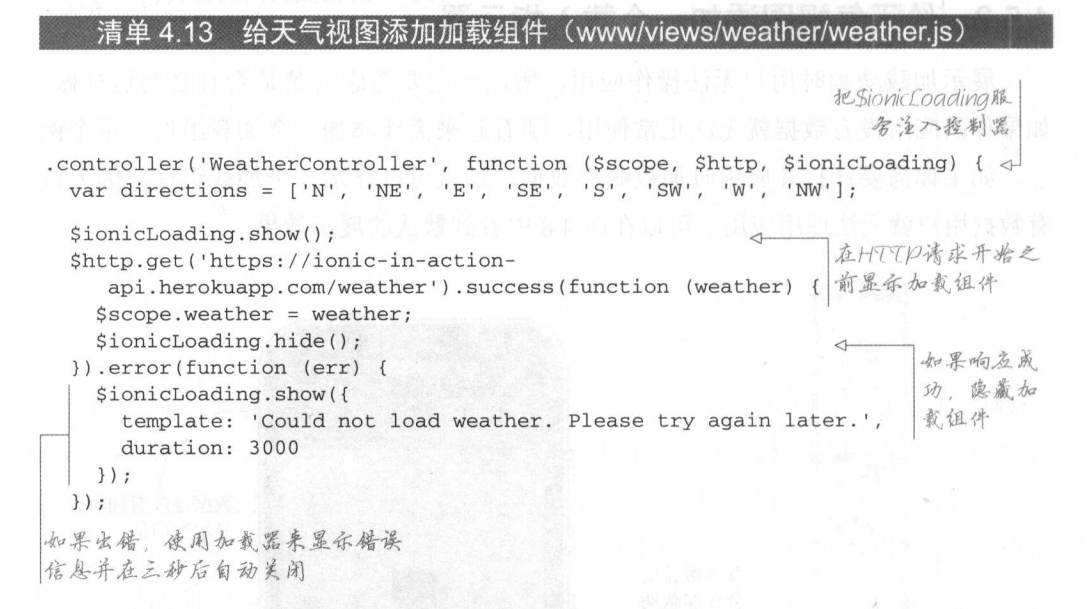 清单 4.13 给天气视图添加加载组件（www/views/weather/weather.js）
把$ionicLoading服
务注入控制器
.controller('WeatherController', function ($scope, $http, $ionicLoading) {
var directions = ['N', 'NE', 'E', 'SE', 'S', 'SW', 'W', 'NW'];
$ionicLoading.show();
$http.get('https://ionic-in-action-
api.herokuapp.com/weather').success(function (weather) {
在HTTP请求开始之
前显示加载组件
$scope.weather = weather;
$ionicLoading.hide();
如果响应成
功，隐藏加
载组件
}).error(function (err) {
$ionicLoading.show({
template: 'Could not load weather. Please try again later.',
duration: 3000
});
});
如果出错，使用加载器来显示错误
信息并在三秒后自动关闭